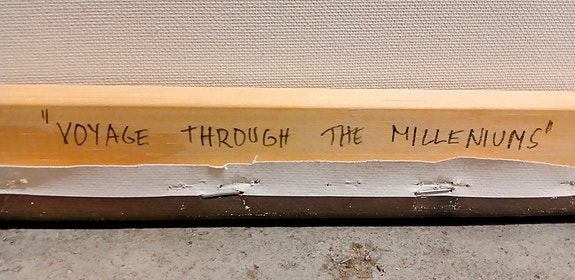 "VOYAGE THROUGH THE MILLENIUMS"